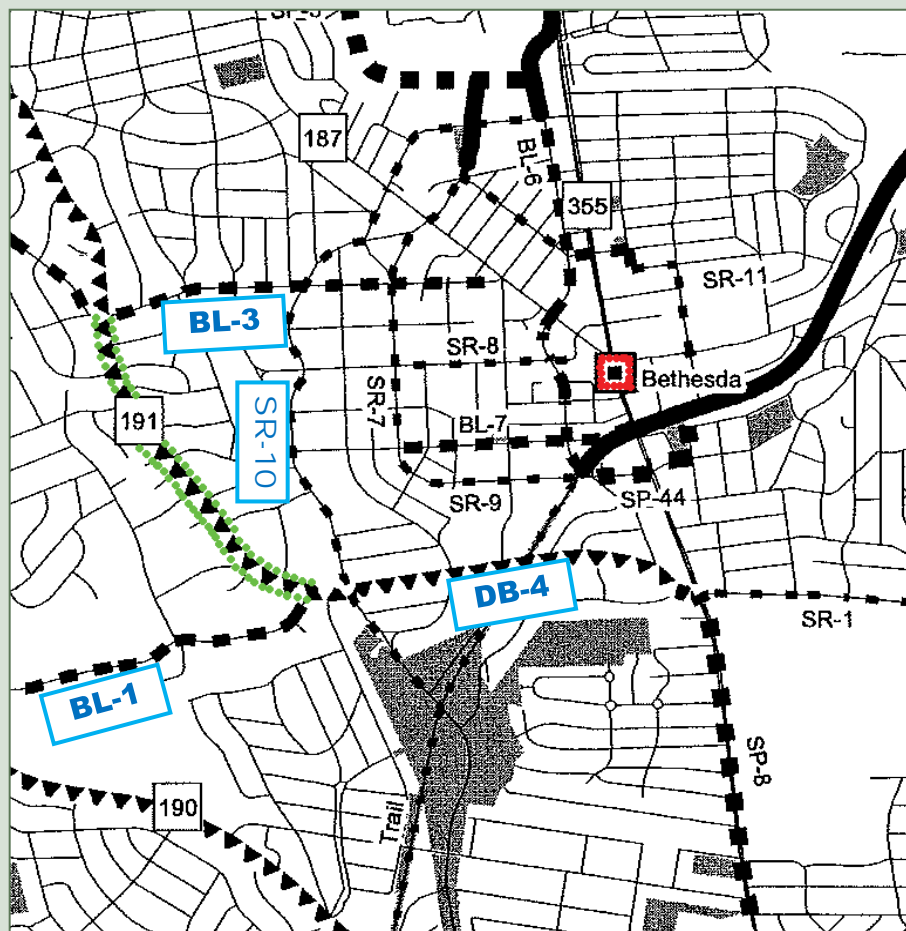 SP-5
187
BL-6
355
SR-11
BL-3
SR-8
Bethesda
SR-7
SR-10
191
BL-7
SR-9
SP-44
DB-4
SR-1
BL-1
SP-8
190
Trail